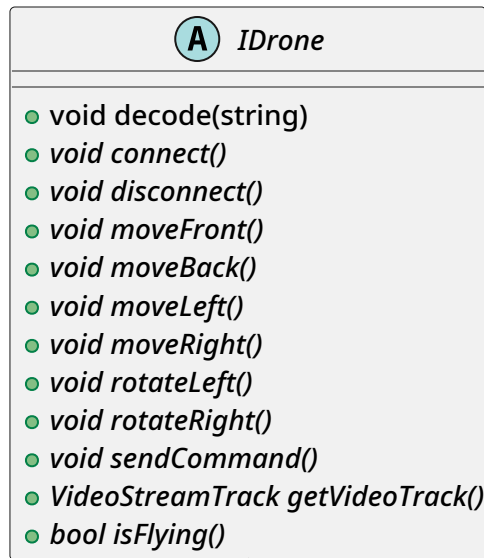 A IDrone
void decode(string)
void connect()
void disconnect()
void moveFront()
void moveBack()
void moveLeft()
void moveRight()
void rotateLeft()
void rotateRight()
void sendCommand()
VideoStreamTrack getVideoTrack()
bool isFlying()